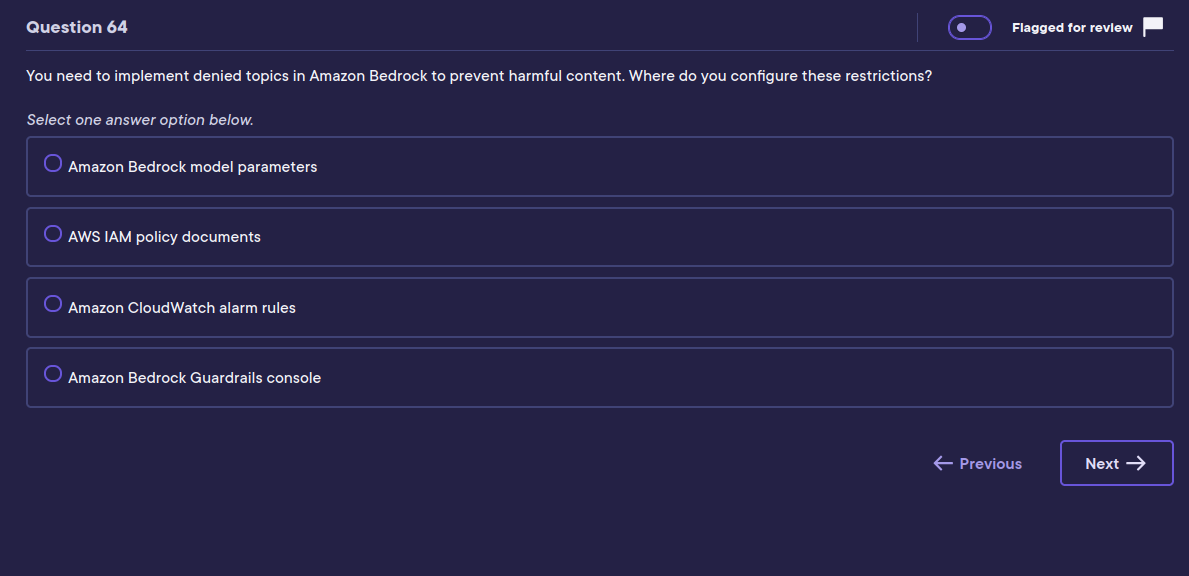 Question 64
Flagged for review
You need to implement denied topics in Amazon Bedrock to prevent harmful content. Where do you configure these restrictions?
Select one answer option below.
Amazon Bedrock model parameters
AWS IAM policy documents
Amazon CloudWatch alarm rules
Amazon Bedrock Guardrails console
Previous
Next